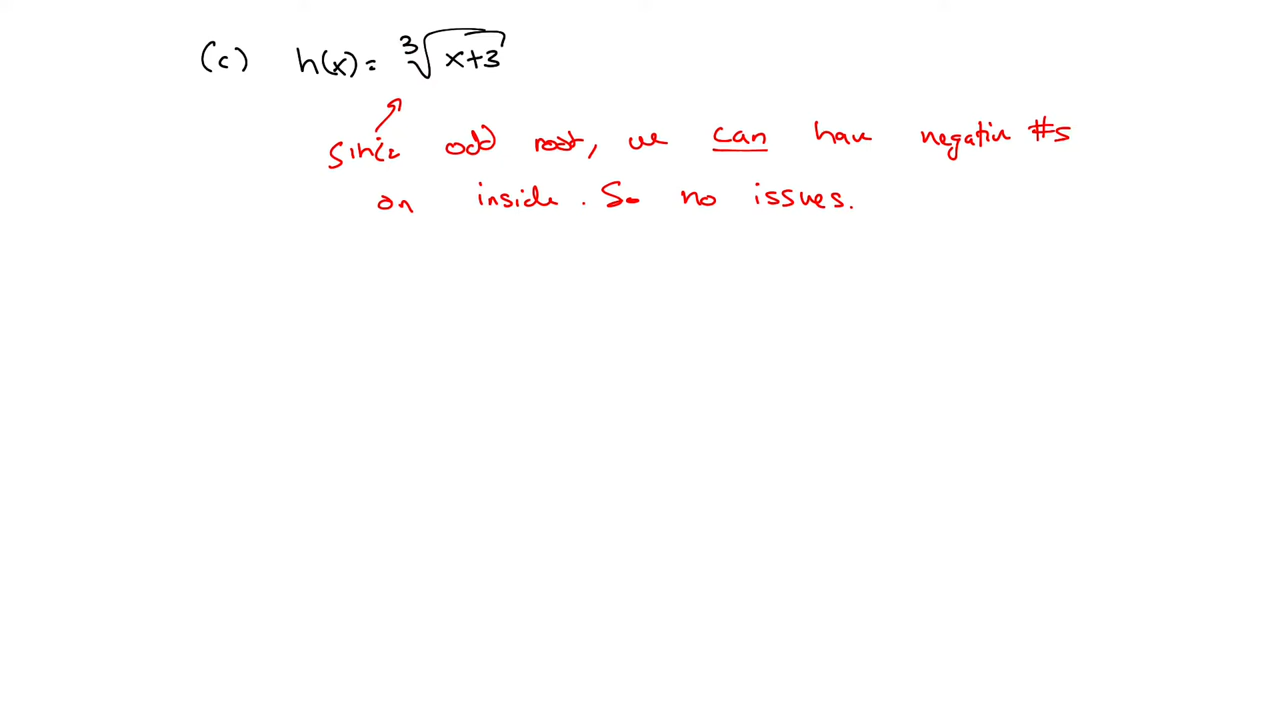 (c) h(x) = ∛(x+3)
since odd root, we can have negative #s
on inside. So no issues.